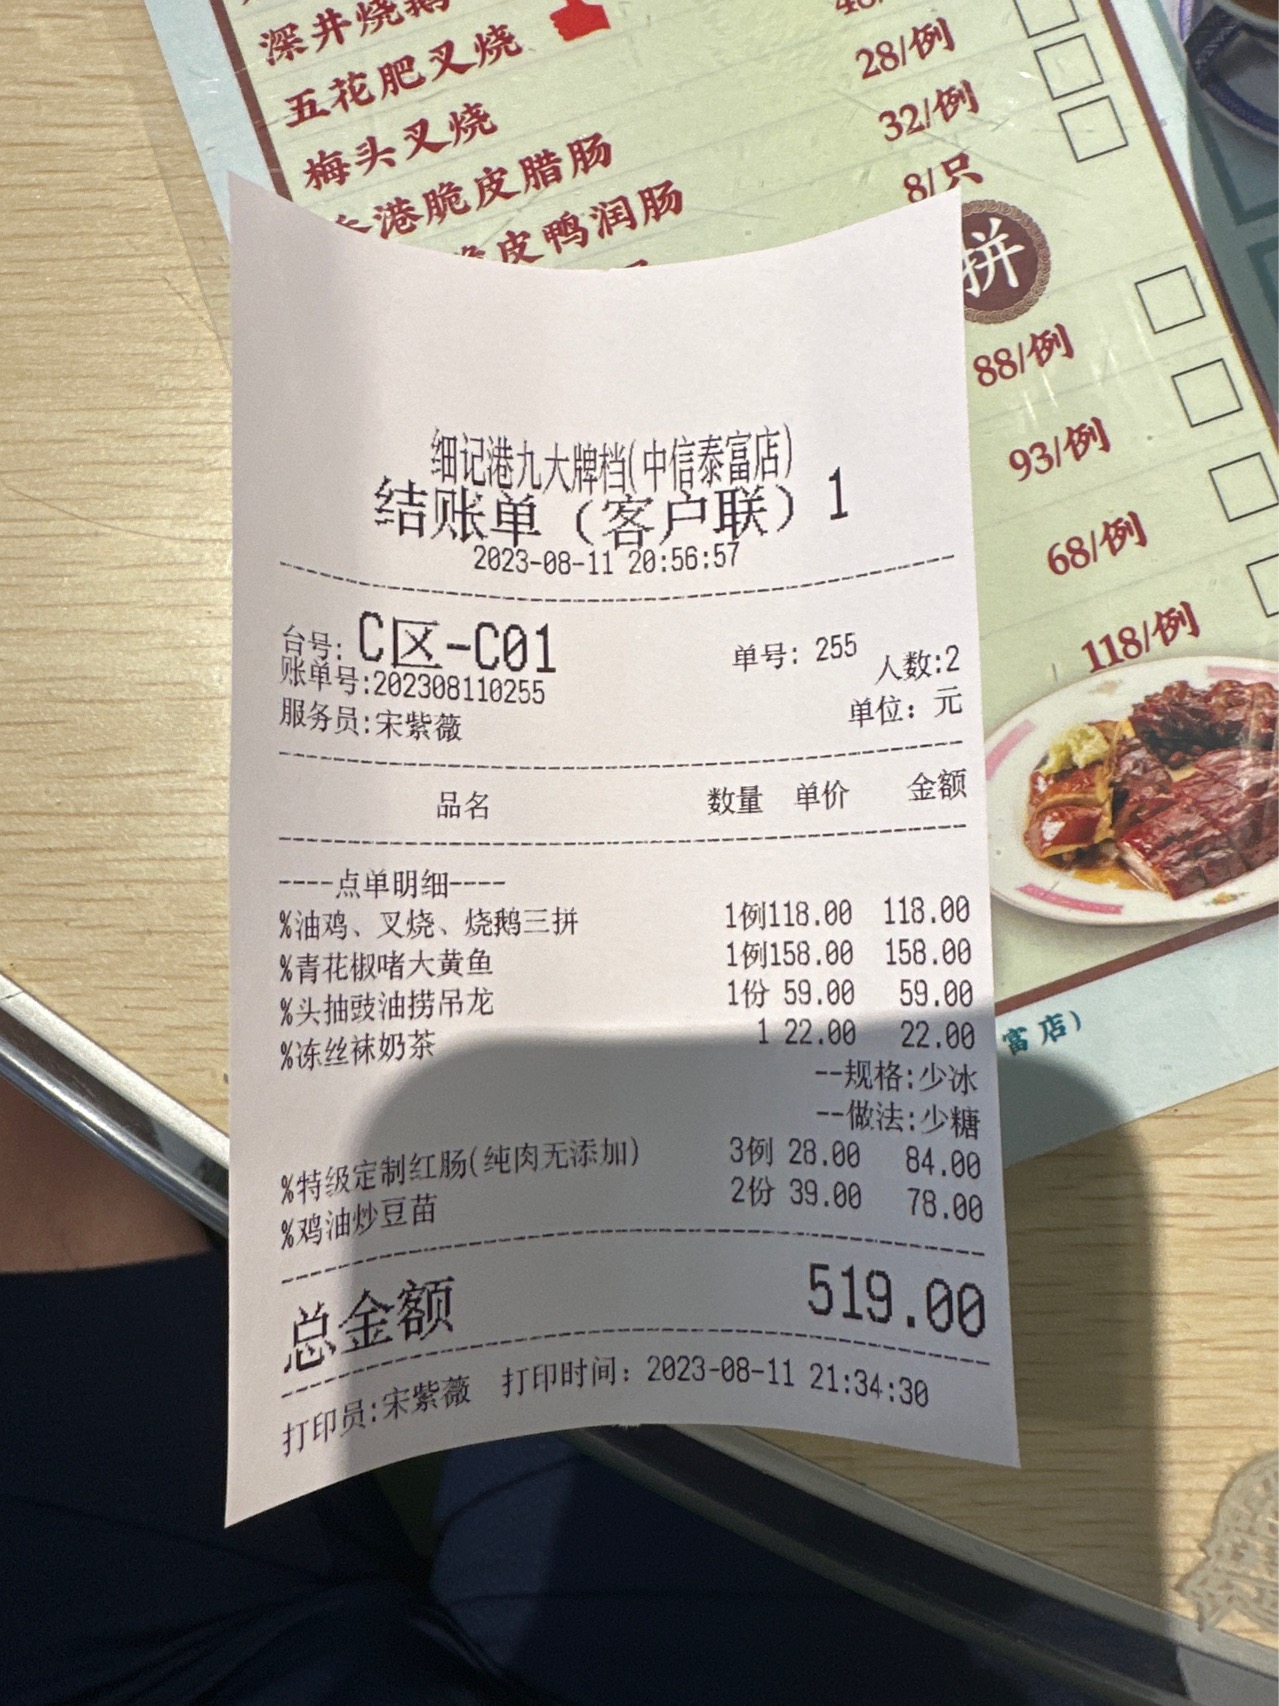 深井烧鹅
五花肥叉烧
28/例
梅头叉烧
32/例
港脆皮腊肠
8/只
皮鸭润肠
拼
88/例
93/例
68/例
118/例
富店)
细记港九大牌档(中信泰富店)
结账单（客户联）1
2023-08-11 20:56:57
台号: C区-C01 单号: 255 人数:2
账单号:202308110255
服务员:宋紫薇 单位: 元
品名 数量 单价 金额
----点单明细----
%油鸡、叉烧、烧鹅三拼 1例118.00 118.00
%青花椒啫大黄鱼 1例158.00 158.00
%头抽豉油捞吊龙 1份 59.00 59.00
%冻丝袜奶茶 1 22.00 22.00
--规格:少冰
--做法:少糖
%特级定制红肠(纯肉无添加) 3例 28.00 84.00
%鸡油炒豆苗 2份 39.00 78.00
总金额 519.00
打印员:宋紫薇 打印时间: 2023-08-11 21:34:30